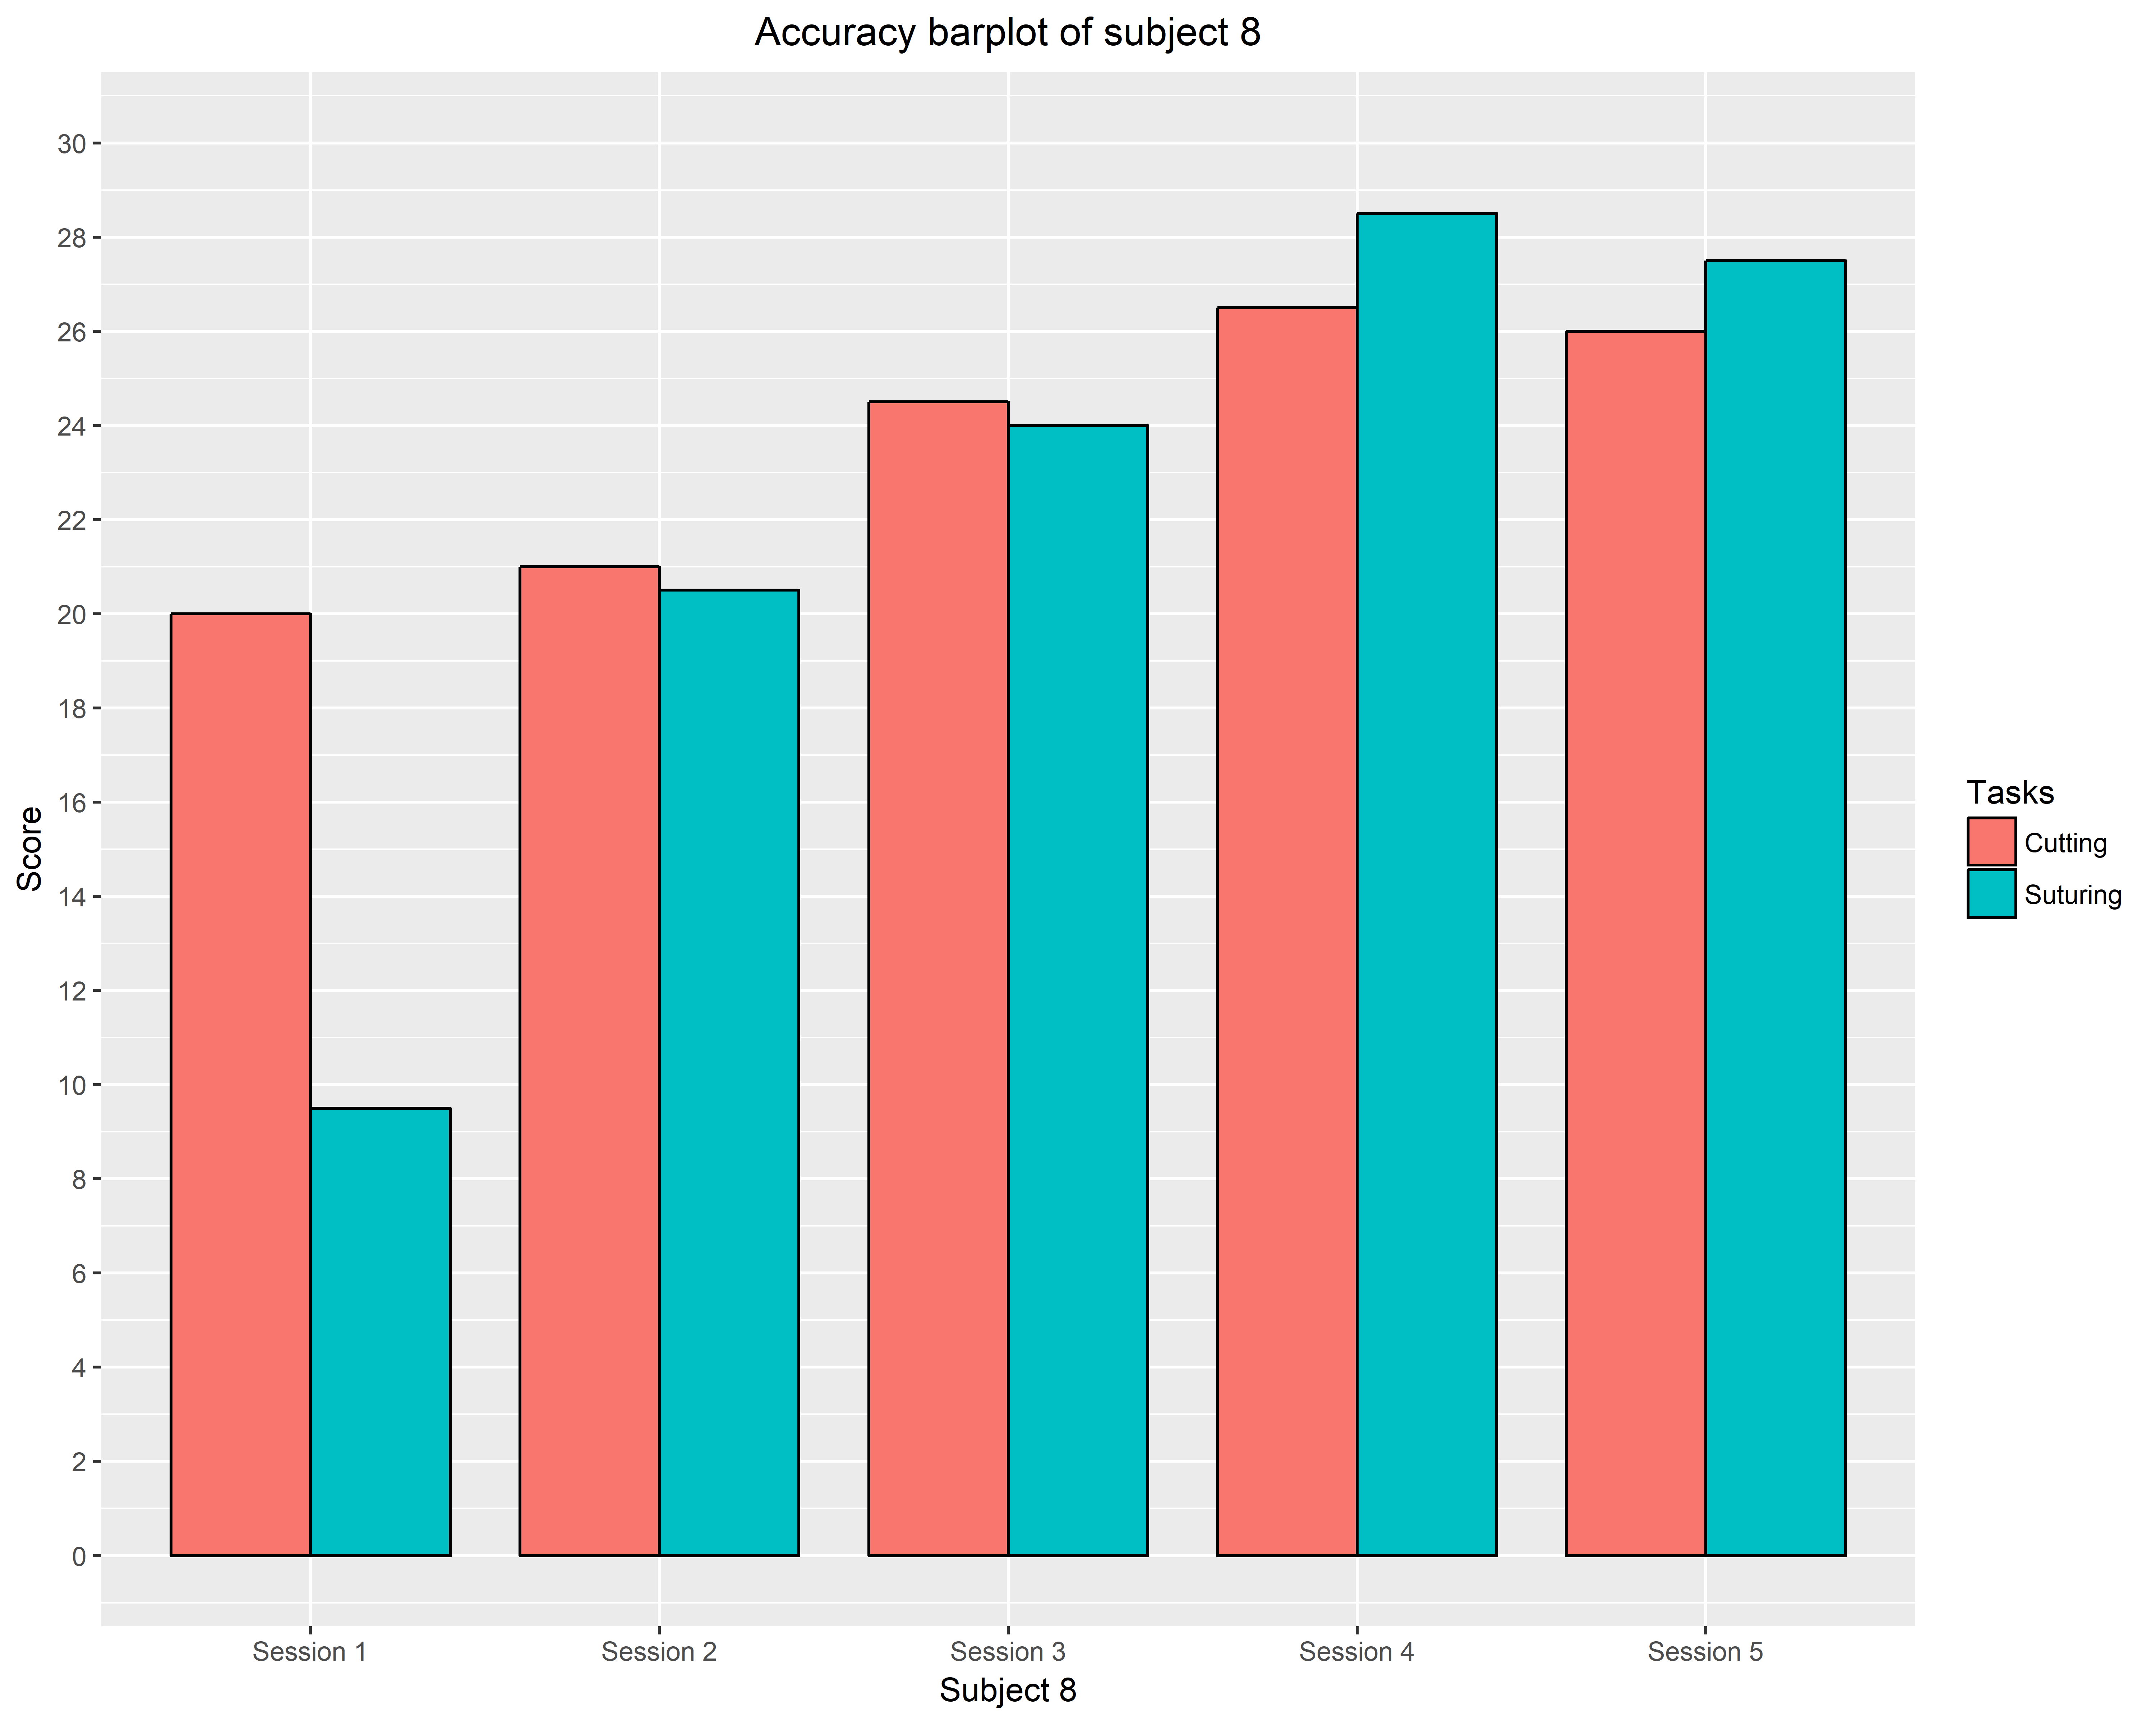 Accuracy barplot of subject 8
Score
30
28
26
24
22
20
18
16
14
12
10
8
6
4
2
0
Session 1
Session 2
Session 3
Session 4
Session 5
Subject 8
Tasks
Cutting
Suturing